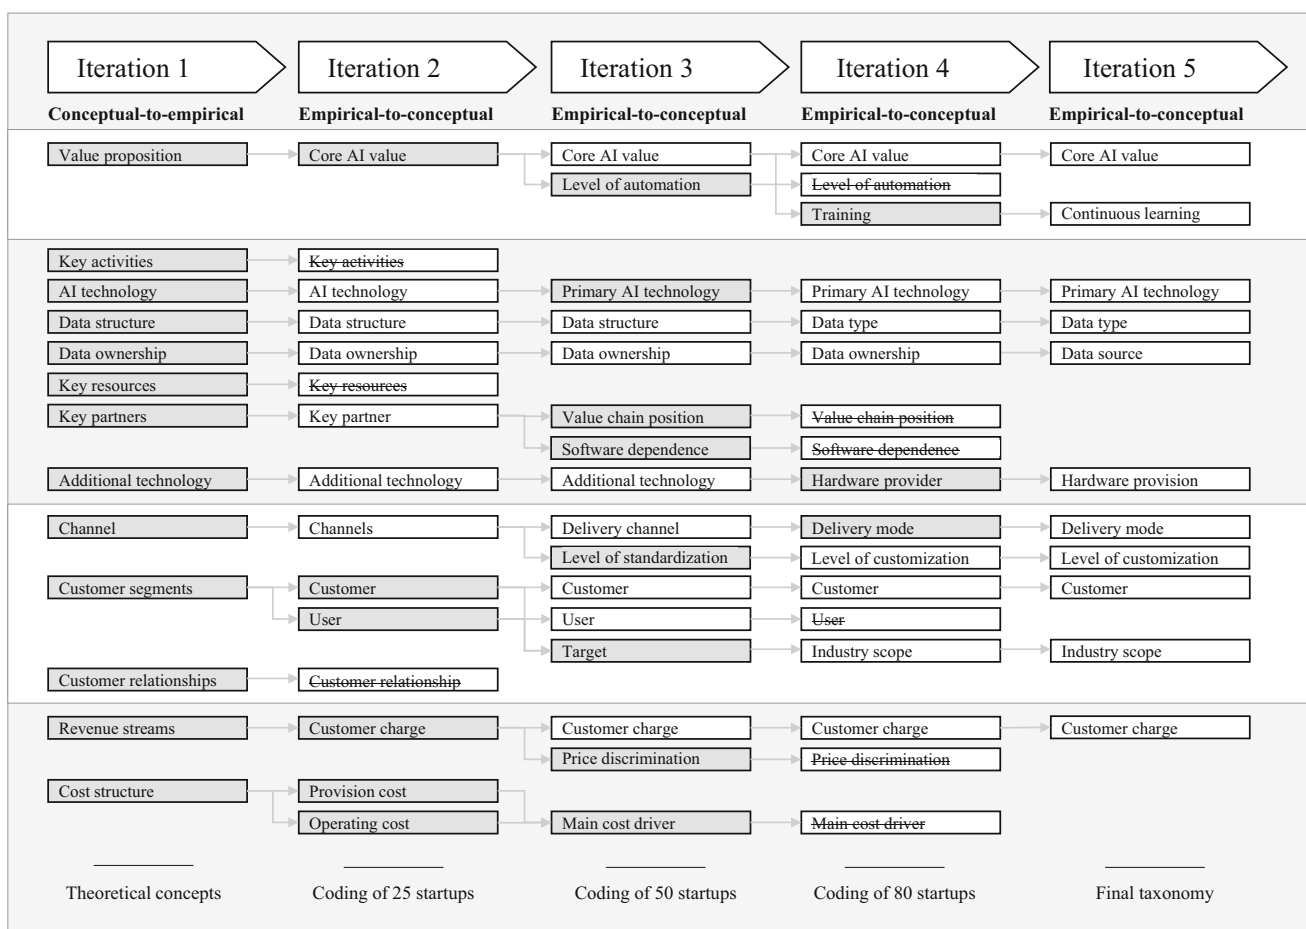 Iteration 1 Iteration 2 Iteration 3 Iteration 4 Iteration 5
Conceptual-to-empirical Empirical-to-conceptual Empirical-to-conceptual Empirical-to-conceptual Empirical-to-conceptual
Value proposition Core AI value Core AI value Core AI value Core AI value
Level of automation Level of automation
Training Continuous learning
Key activities Key activities
AI technology AI technology Primary AI technology Primary AI technology Primary AI technology
Data structure Data structure Data structure Data type Data type
Data ownership Data ownership Data ownership Data ownership Data source
Key resources Key resources
Key partners Key partner Value chain position Value chain position
Software dependence Software dependence
Additional technology Additional technology Additional technology Hardware provider Hardware provision
Channel Channels Delivery channel Delivery mode Delivery mode
Level of standardization Level of customization Level of customization
Customer segments Customer Customer Customer Customer
User User User
Target Industry scope Industry scope
Customer relationships Customer relationship
Revenue streams Customer charge Customer charge Customer charge Customer charge
Price discrimination Price discrimination
Cost structure Provision cost
Operating cost Main cost driver Main cost driver
Theoretical concepts Coding of 25 startups Coding of 50 startups Coding of 80 startups Final taxonomy